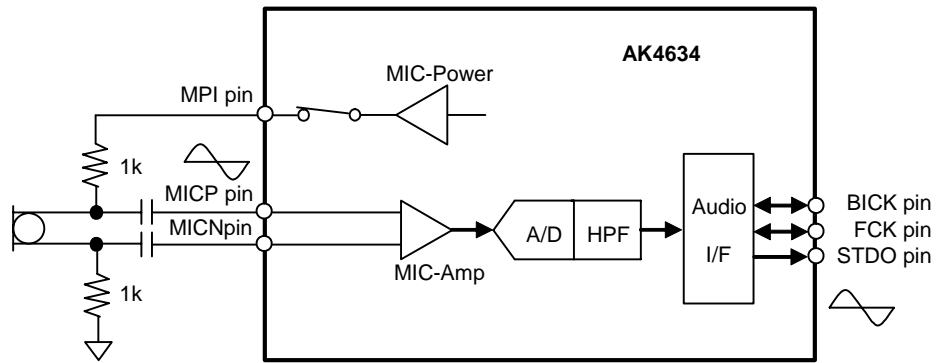 AK4634
MIC-Power
MPI pin
1k
MICP pin
MICNpin
MIC-Amp
A/D
HPF
Audio
I/F
BICK pin
FCK pin
STDO pin
1k